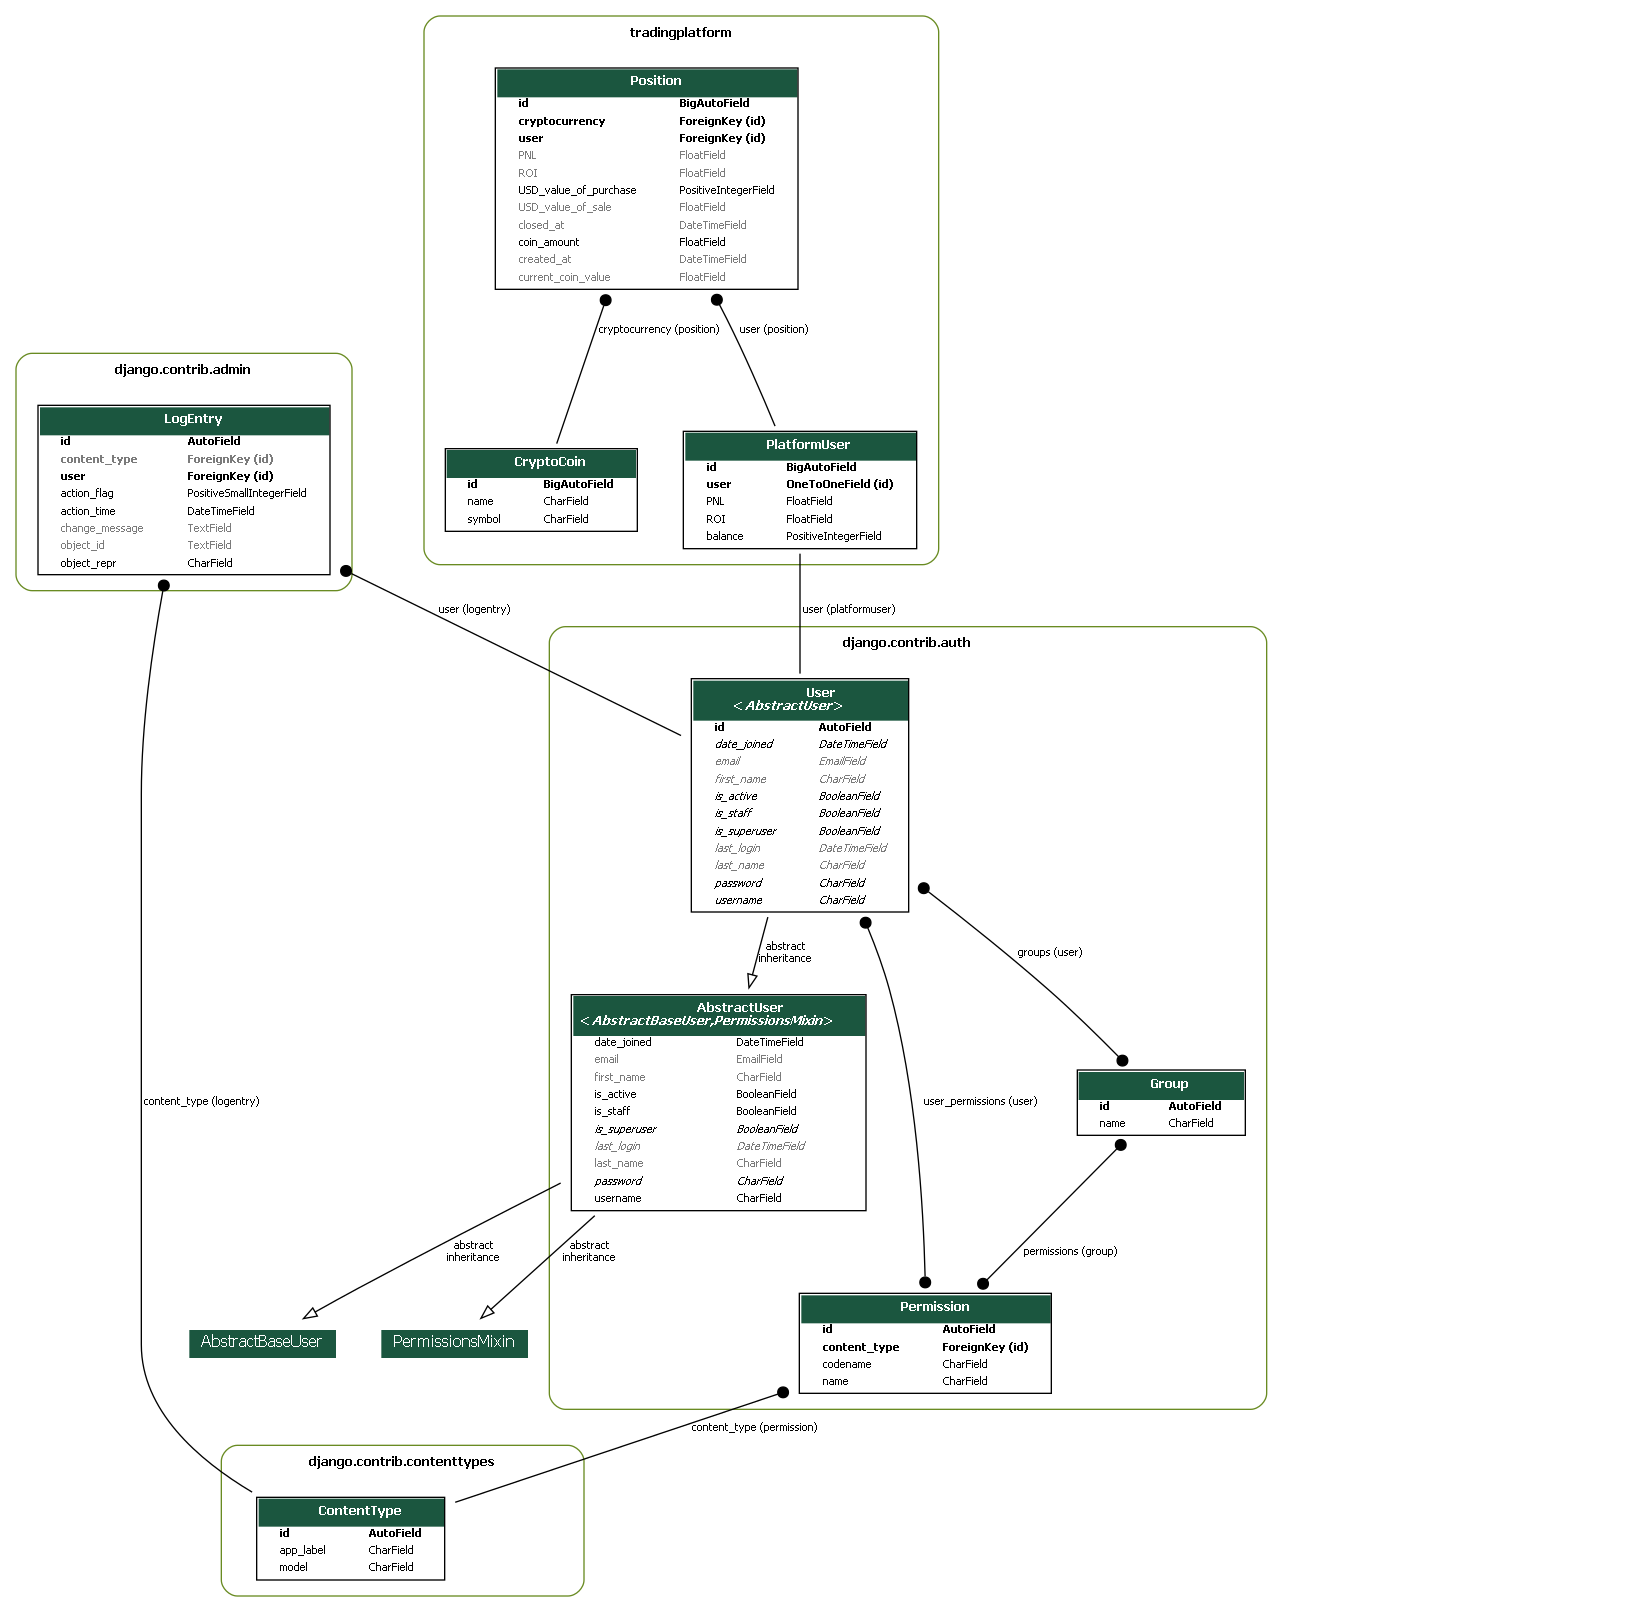 tradingplatform
Position
id BigAutoField
cryptocurrency ForeignKey (id)
user ForeignKey (id)
PNL FloatField
ROI FloatField
USD_value_of_purchase PositiveIntegerField
USD_value_of_sale FloatField
closed_at DateTimeField
coin_amount FloatField
created_at DateTimeField
current_coin_value FloatField
cryptocurrency (position)
user (position)
CryptoCoin
id BigAutoField
name CharField
symbol CharField
PlatformUser
id BigAutoField
user OneToOneField (id)
PNL FloatField
ROI FloatField
balance PositiveIntegerField
django.contrib.admin
LogEntry
id AutoField
content_type ForeignKey (id)
user ForeignKey (id)
action_flag PositiveSmallIntegerField
action_time DateTimeField
change_message TextField
object_id TextField
object_repr CharField
user (logentry)
user (platformuser)
django.contrib.auth
User
<AbstractUser>
id AutoField
date_joined DateTimeField
email EmailField
first_name CharField
is_active BooleanField
is_staff BooleanField
is_superuser BooleanField
last_login DateTimeField
last_name CharField
password CharField
username CharField
abstract
inheritance
groups (user)
AbstractUser
<AbstractBaseUser,PermissionsMixin>
date_joined DateTimeField
email EmailField
first_name CharField
is_active BooleanField
is_staff BooleanField
is_superuser BooleanField
last_login DateTimeField
last_name CharField
password CharField
username CharField
user_permissions (user)
content_type (logentry)
Group
id AutoField
name CharField
permissions (group)
abstract
inheritance
abstract
inheritance
AbstractBaseUser
PermissionsMixin
Permission
id AutoField
content_type ForeignKey (id)
codename CharField
name CharField
content_type (permission)
django.contrib.contenttypes
ContentType
id AutoField
app_label CharField
model CharField